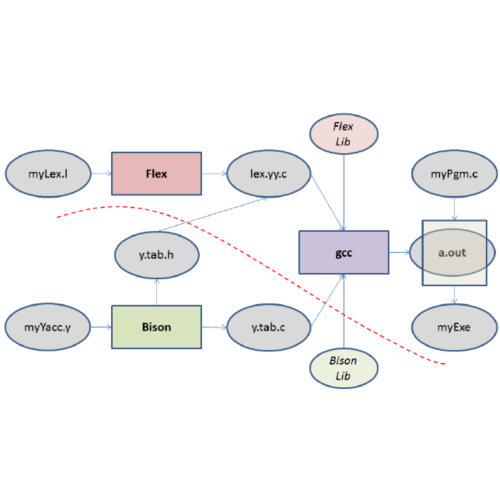 Flex
Lib
myLex.l
Flex
lex.yy.c
myPgm.c
y.tab.h
gcc
a.out
myYacc.y
Bison
y.tab.c
myExe
Bison
Lib